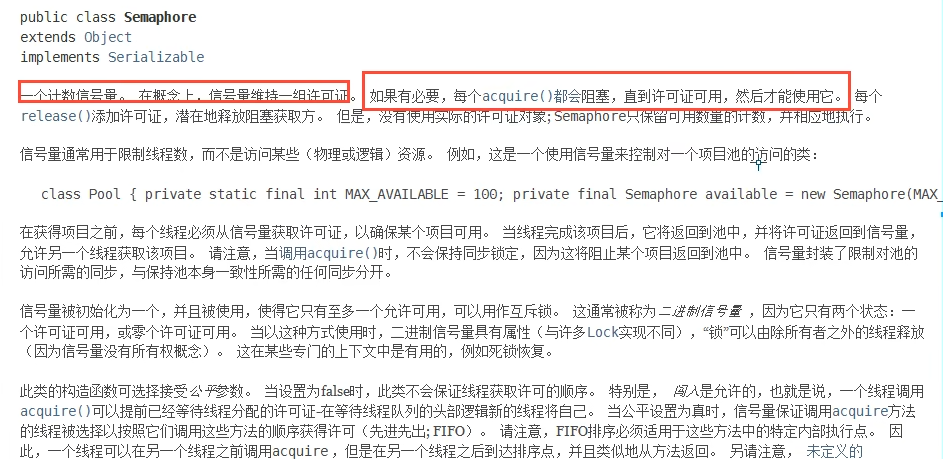 public class Semaphore
extends Object
implements Serializable
一个计数信号量。 在概念上，信号量维持一组许可证。 如果有必要，每个acquire()都会阻塞，直到许可证可用，然后才能使用它。 每个
release()添加许可证，潜在地释放阻塞获取方。 但是，没有使用实际的许可证对象; Semaphore只保留可用数量的计数，并相应地执行。
信号量通常用于限制线程数，而不是访问某些（物理或逻辑）资源。 例如，这是一个使用信号量来控制对一个项目池的访问的类:
class Pool { private static final int MAX_AVAILABLE = 100; private final Semaphore available = new Semaphore(MAX_
在获得项目之前，每个线程必须从信号量获取许可证，以确保某个项目可用。 当线程完成该项目后，它将返回到池中，并将许可证返回到信号量，
允许另一个线程获取该项目。 请注意，当调用acquire()时，不会保持同步锁定，因为这将阻止某个项目返回到池中。 信号量封装了限制对池的
访问所需的同步，与保持池本身一致性所需的任何同步分开。
信号量被初始化为一个，并且被使用，使得它只有至多一个允许可用，可以用作互斥锁。 这通常被称为二进制信号量 ，因为它只有两个状态：一
个许可证可用，或零个许可证可用。 当以这种方式使用时，二进制信号量具有属性（与许多Lock实现不同），“锁”可以由除所有者之外的线程释放
（因为信号量没有所有权概念）。 这在某些专门的上下文中是有用的，例如死锁恢复。
此类的构造函数可选择接受公平参数。 当设置为false时，此类不会保证线程获取许可的顺序。 特别是， 闯入是允许的，也就是说，一个线程调用
acquire()可以提前已经等待线程分配的许可证-在等待线程队列的头部逻辑新的线程将自己。 当公平设置为真时，信号量保证调用acquire方法
的线程被选择以按照它们调用这些方法的顺序获得许可（先进先出; FIFO）。 请注意，FIFO排序必须适用于这些方法中的特定内部执行点。 因
此，一个线程可以在另一个线程之前调用acquire ，但是在另一个线程之后到达排序点，并且类似地从方法返回。 另请注意， 未定义的